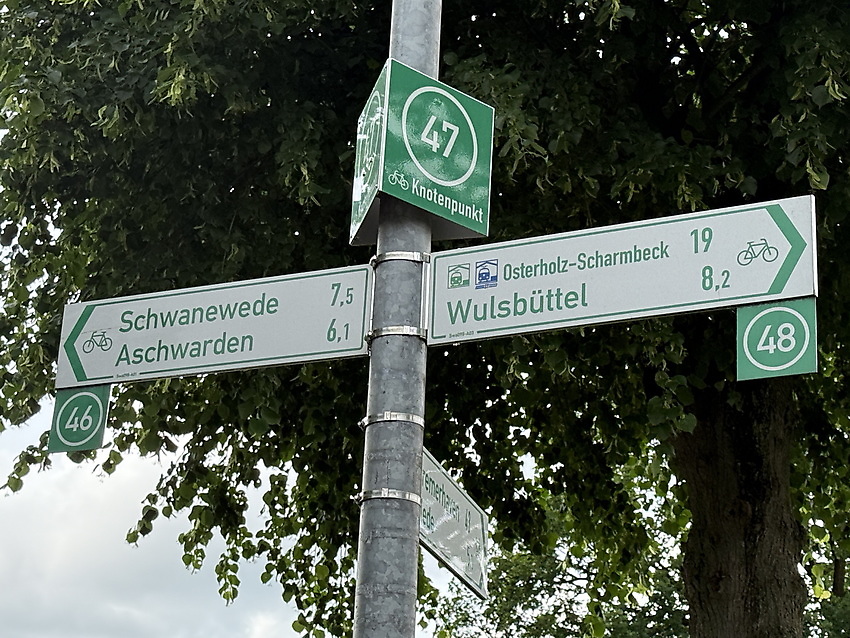 47
Knotenpunkt
Schwanewede 7,5
Aschwarden 6,1
46
Osterholz-Scharmbeck 19
Wulsbüttel 8,2
48